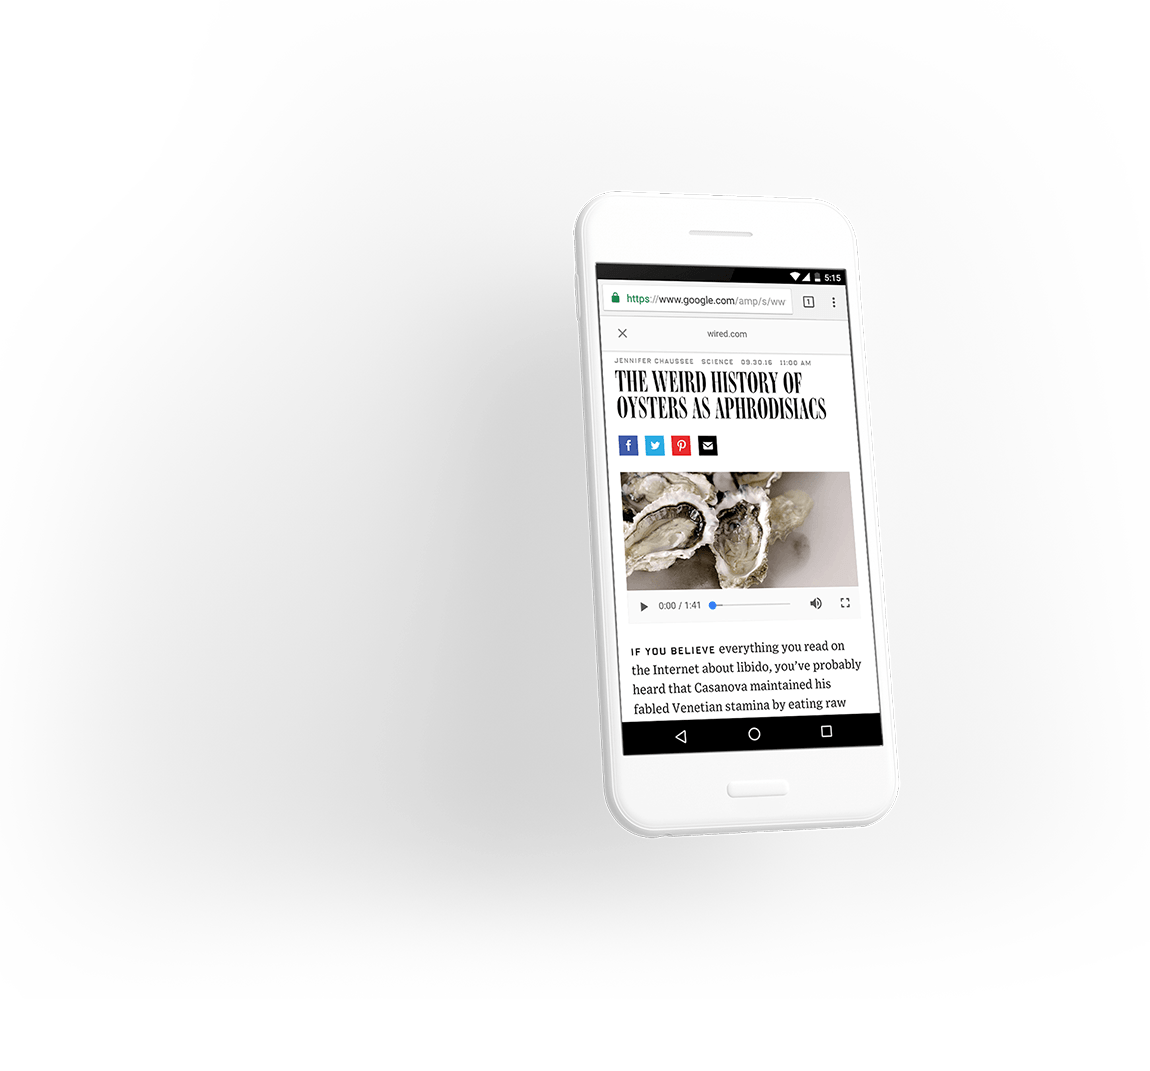 5:15
https://www.google.com/amp/s/ww
1
wired.com
JENNIFER CHAUSSEE SCIENCE 09.30.16 11:00 AM
THE WEIRD HISTORY OF
OYSTERS AS APHRODISIACS
0:00 / 1:41
IF YOU BELIEVE everything you read on
the Internet about libido, you’ve probably
heard that Casanova maintained his
fabled Venetian stamina by eating raw